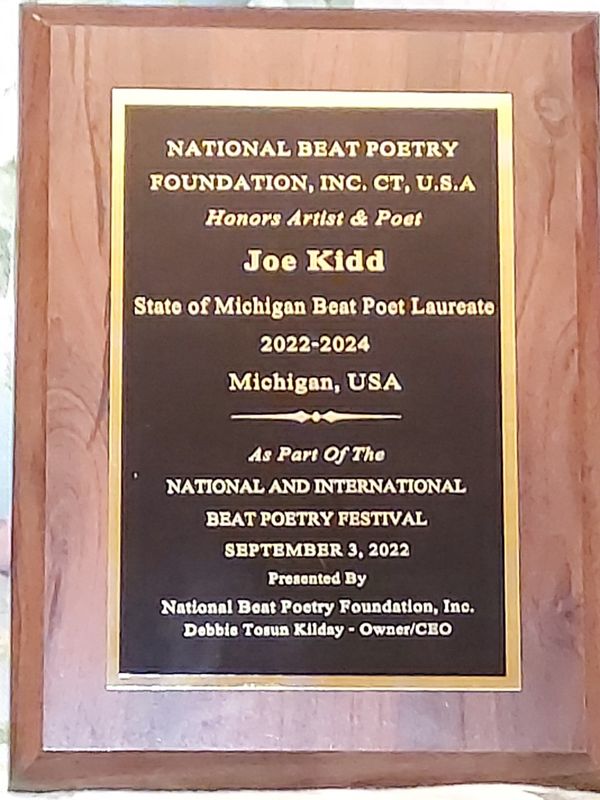 NATIONAL BEAT POETRY
FOUNDATION, INC. CT, U.S.A
Honors Artist & Poet
Joe Kidd
State of Michigan Beat Poet Laureate
2022-2024
Michigan, USA
As Part Of The
NATIONAL AND INTERNATIONAL
BEAT POETRY FESTIVAL
SEPTEMBER 3, 2022
Presented By
National Beat Poetry Foundation, Inc.
Debbie Tosun Kilday - Owner/CEO